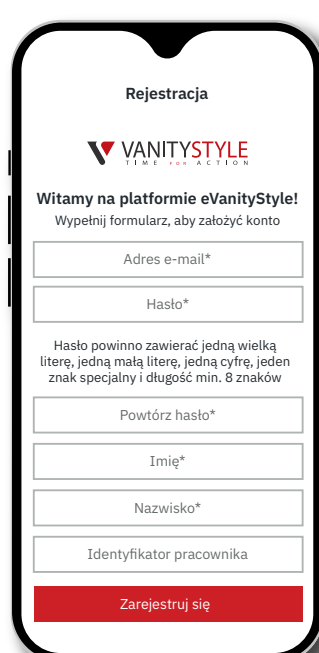 Rejestracja
VANITYSTYLE
TIME FOR ACTION
Witamy na platformie eVanityStyle!
Wypełnij formularz, aby założyć konto
Adres e-mail*
Hasło*
Hasło powinno zawierać jedną wielką
literę, jedną małą literę, jedną cyfrę, jeden
znak specjalny i długość min. 8 znaków
Powtórz hasło*
Imię*
Nazwisko*
Identyfikator pracownika
Zarejestruj się